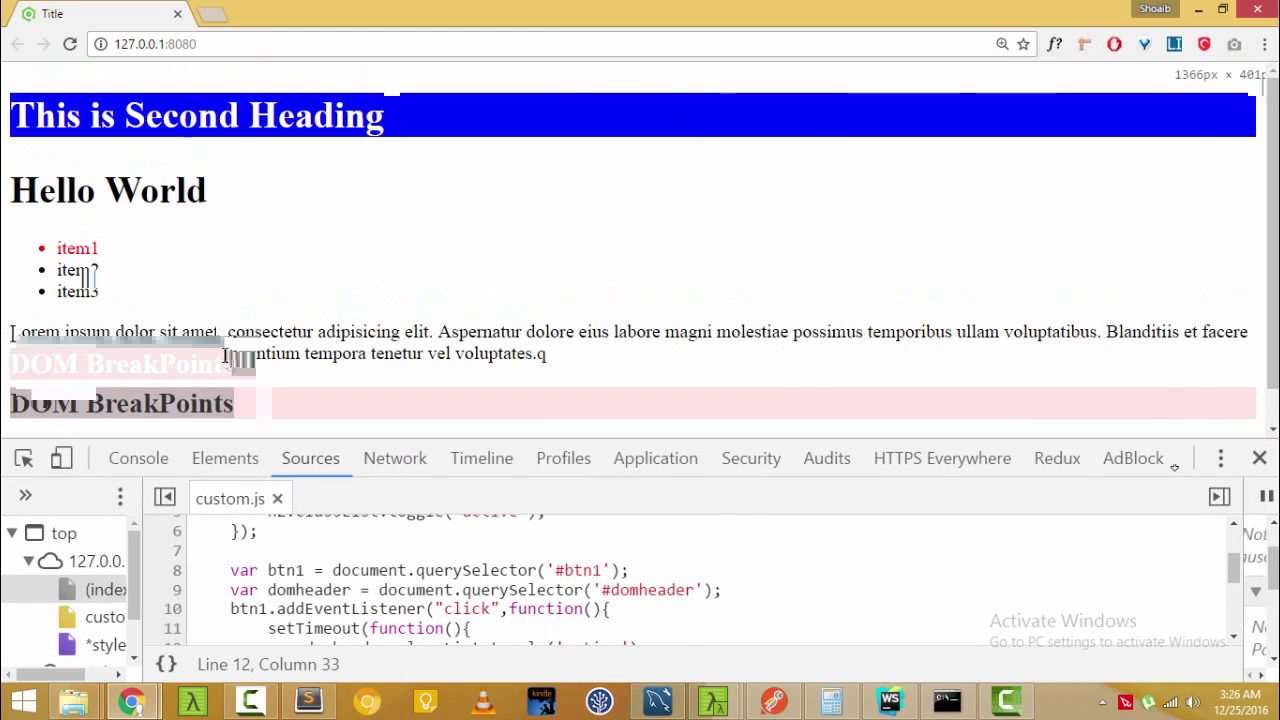 Title
Shoaib
127.0.0.1:8080
f?
1366px × 401p
This is Second Heading
Hello World
item1
item2
item3
Lorem ipsum dolor sit amet, consectetur adipisicing elit. Aspernatur dolore eius labore magni molestiae possimus temporibus ullam voluptatibus. Blanditiis et facere
tempora tenetur vel voluptates.q
DOM BreakPoints
DOM BreakPoints
Console Elements Sources Network Timeline Profiles Application Security Audits HTTPS Everywhere Redux AdBlock
custom.js
top
127.0.0.
(index
custo
*style
6 });
7
8 var btn1 = document.querySelector('#btn1');
9 var domheader = document.querySelector('#domheader');
10 btn1.addEventListener("click",function(){
11 setTimeout(function(){
Not
Activate Windows
Go to PC settings to activate Windows.
{} Line 12, Column 33
3:26 AM
12/25/2016